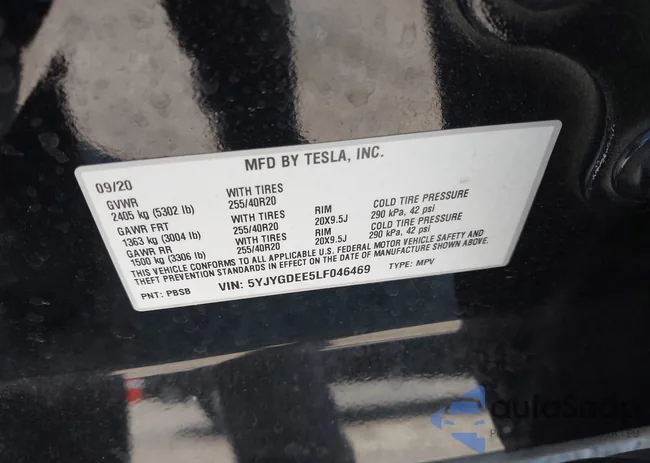 MFD BY TESLA, INC.
09/20
GVWR WITH TIRES
2405 kg (5302 lb) 255/40R20
GAWR FRT WITH TIRES RIM COLD TIRE PRESSURE
1363 kg (3004 lb) 255/40R20 20X9.5J 290 kPa, 42 psi
GAWR RR WITH TIRES RIM COLD TIRE PRESSURE
1500 kg (3306 lb) 255/40R20 20X9.5J 290 kPa, 42 psi
THIS VEHICLE CONFORMS TO ALL APPLICABLE U.S. FEDERAL MOTOR VEHICLE SAFETY AND
THEFT PREVENTION STANDARDS IN EFFECT ON THE DATE OF MANUFACTURE SHOWN ABOVE.
PNT: PBSB VIN: 5YJYGDEE5LF046469 TYPE: MPV